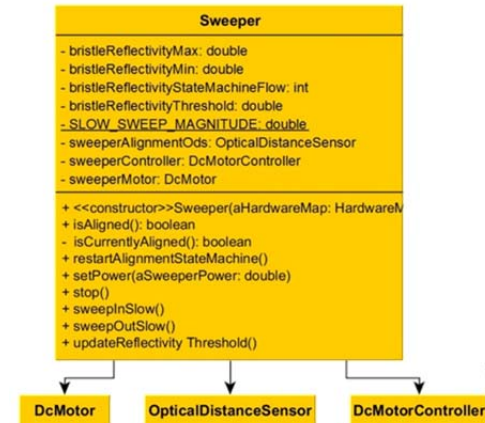 Sweeper
- bristleReflectivityMax: double
- bristleReflectivityMin: double
- bristleReflectivityStateMachineFlow: int
- bristleReflectivityThreshold: double
- SLOW_SWEEP_MAGNITUDE: double
- sweeperAlignmentOds: OpticalDistanceSensor
- sweeperController: DcMotorController
- sweeperMotor: DcMotor
+ <<constructor>>Sweeper(aHardwareMap: HardwareM
+ isAligned(): boolean
- isCurrentlyAligned(): boolean
+ restartAlignmentStateMachine()
+ setPower(aSweeperPower: double)
+ stop()
+ sweepInSlow()
+ sweepOutSlow()
+ updateReflectivity Threshold()
DcMotor OpticalDistanceSensor DcMotorController